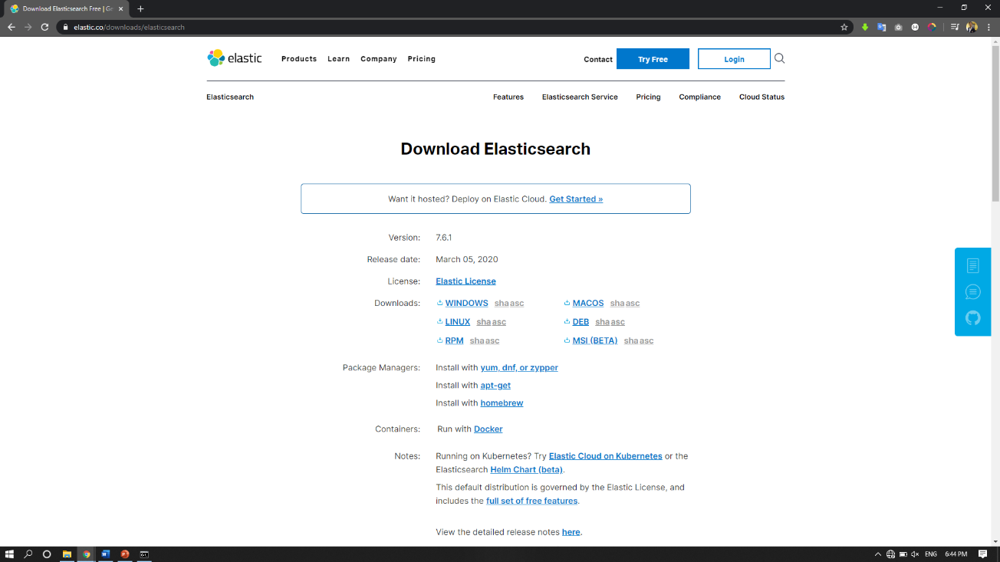 Download Elasticsearch Free | Ge
elastic.co/downloads/elasticsearch
elastic Products Learn Company Pricing Contact Try Free Login
Elasticsearch Features Elasticsearch Service Pricing Compliance Cloud Status
Download Elasticsearch
Want it hosted? Deploy on Elastic Cloud. Get Started »
Version: 7.6.1
Release date: March 05, 2020
License: Elastic License
Downloads: WINDOWS sha asc MACOS sha asc
LINUX sha asc DEB sha asc
RPM sha asc MSI (BETA) sha asc
Package Managers: Install with yum, dnf, or zypper
Install with apt-get
Install with homebrew
Containers: Run with Docker
Notes: Running on Kubernetes? Try Elastic Cloud on Kubernetes or the
Elasticsearch Helm Chart (beta).
This default distribution is governed by the Elastic License, and
includes the full set of free features.
View the detailed release notes here.
ENG 6:44 PM